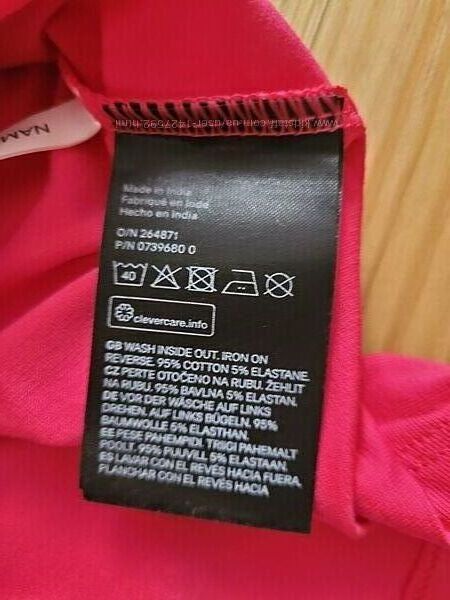 NAM
Made in India
Fabriqué en Inde
Hecho en India
O/N 264871
P/N 0739680 0
40
clevercare.info
GB WASH INSIDE OUT. IRON ON
REVERSE. 95% COTTON 5% ELASTANE.
CZ PERTE OTOČENO NA RUBU. ŽEHLIT
NA RUBU. 95% BAVLNA 5% ELASTAN.
DE VOR DER WÄSCHE AUF LINKS
DREHEN. AUF LINKS BÜGELN. 95%
BAUMWOLLE 5% ELASTHAN.
EE PESE PAHEMPIDI. TRIIGI PAHEMALT
POOLT. 95% PUUVILL 5% ELASTAAN.
ES LAVAR CON EL REVÉS HACIA FUERA.
PLANCHAR CON EL REVÉS HACIA